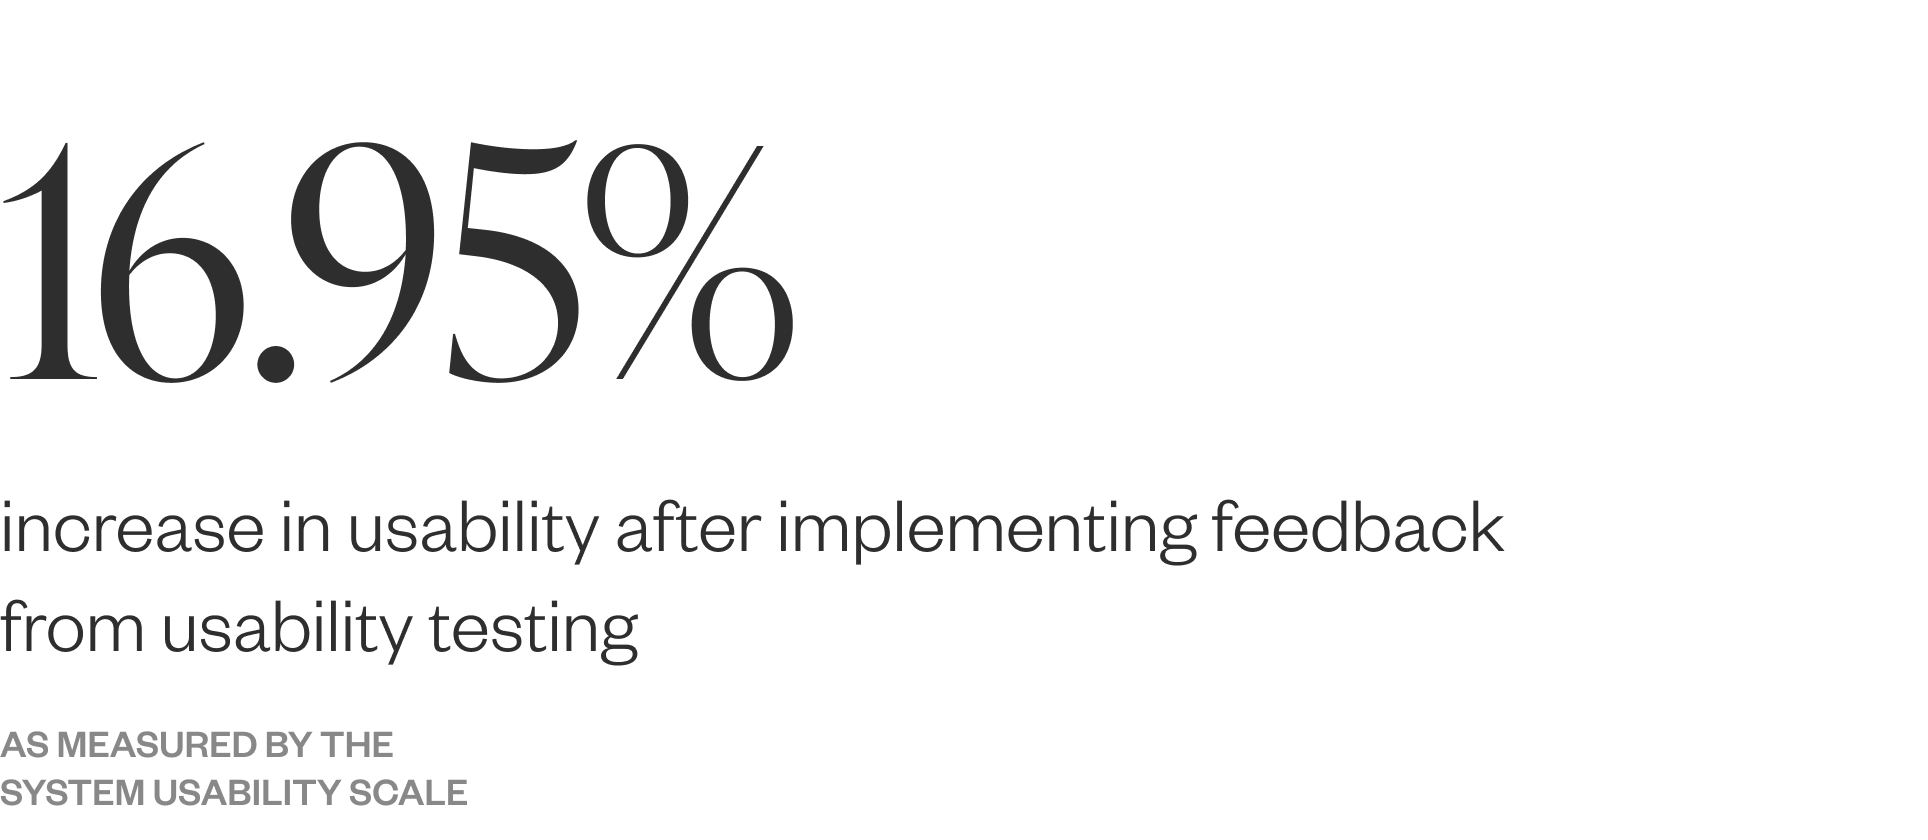 16.95%
increase in usability after implementing feedback
from usability testing
AS MEASURED BY THE
SYSTEM USABILITY SCALE